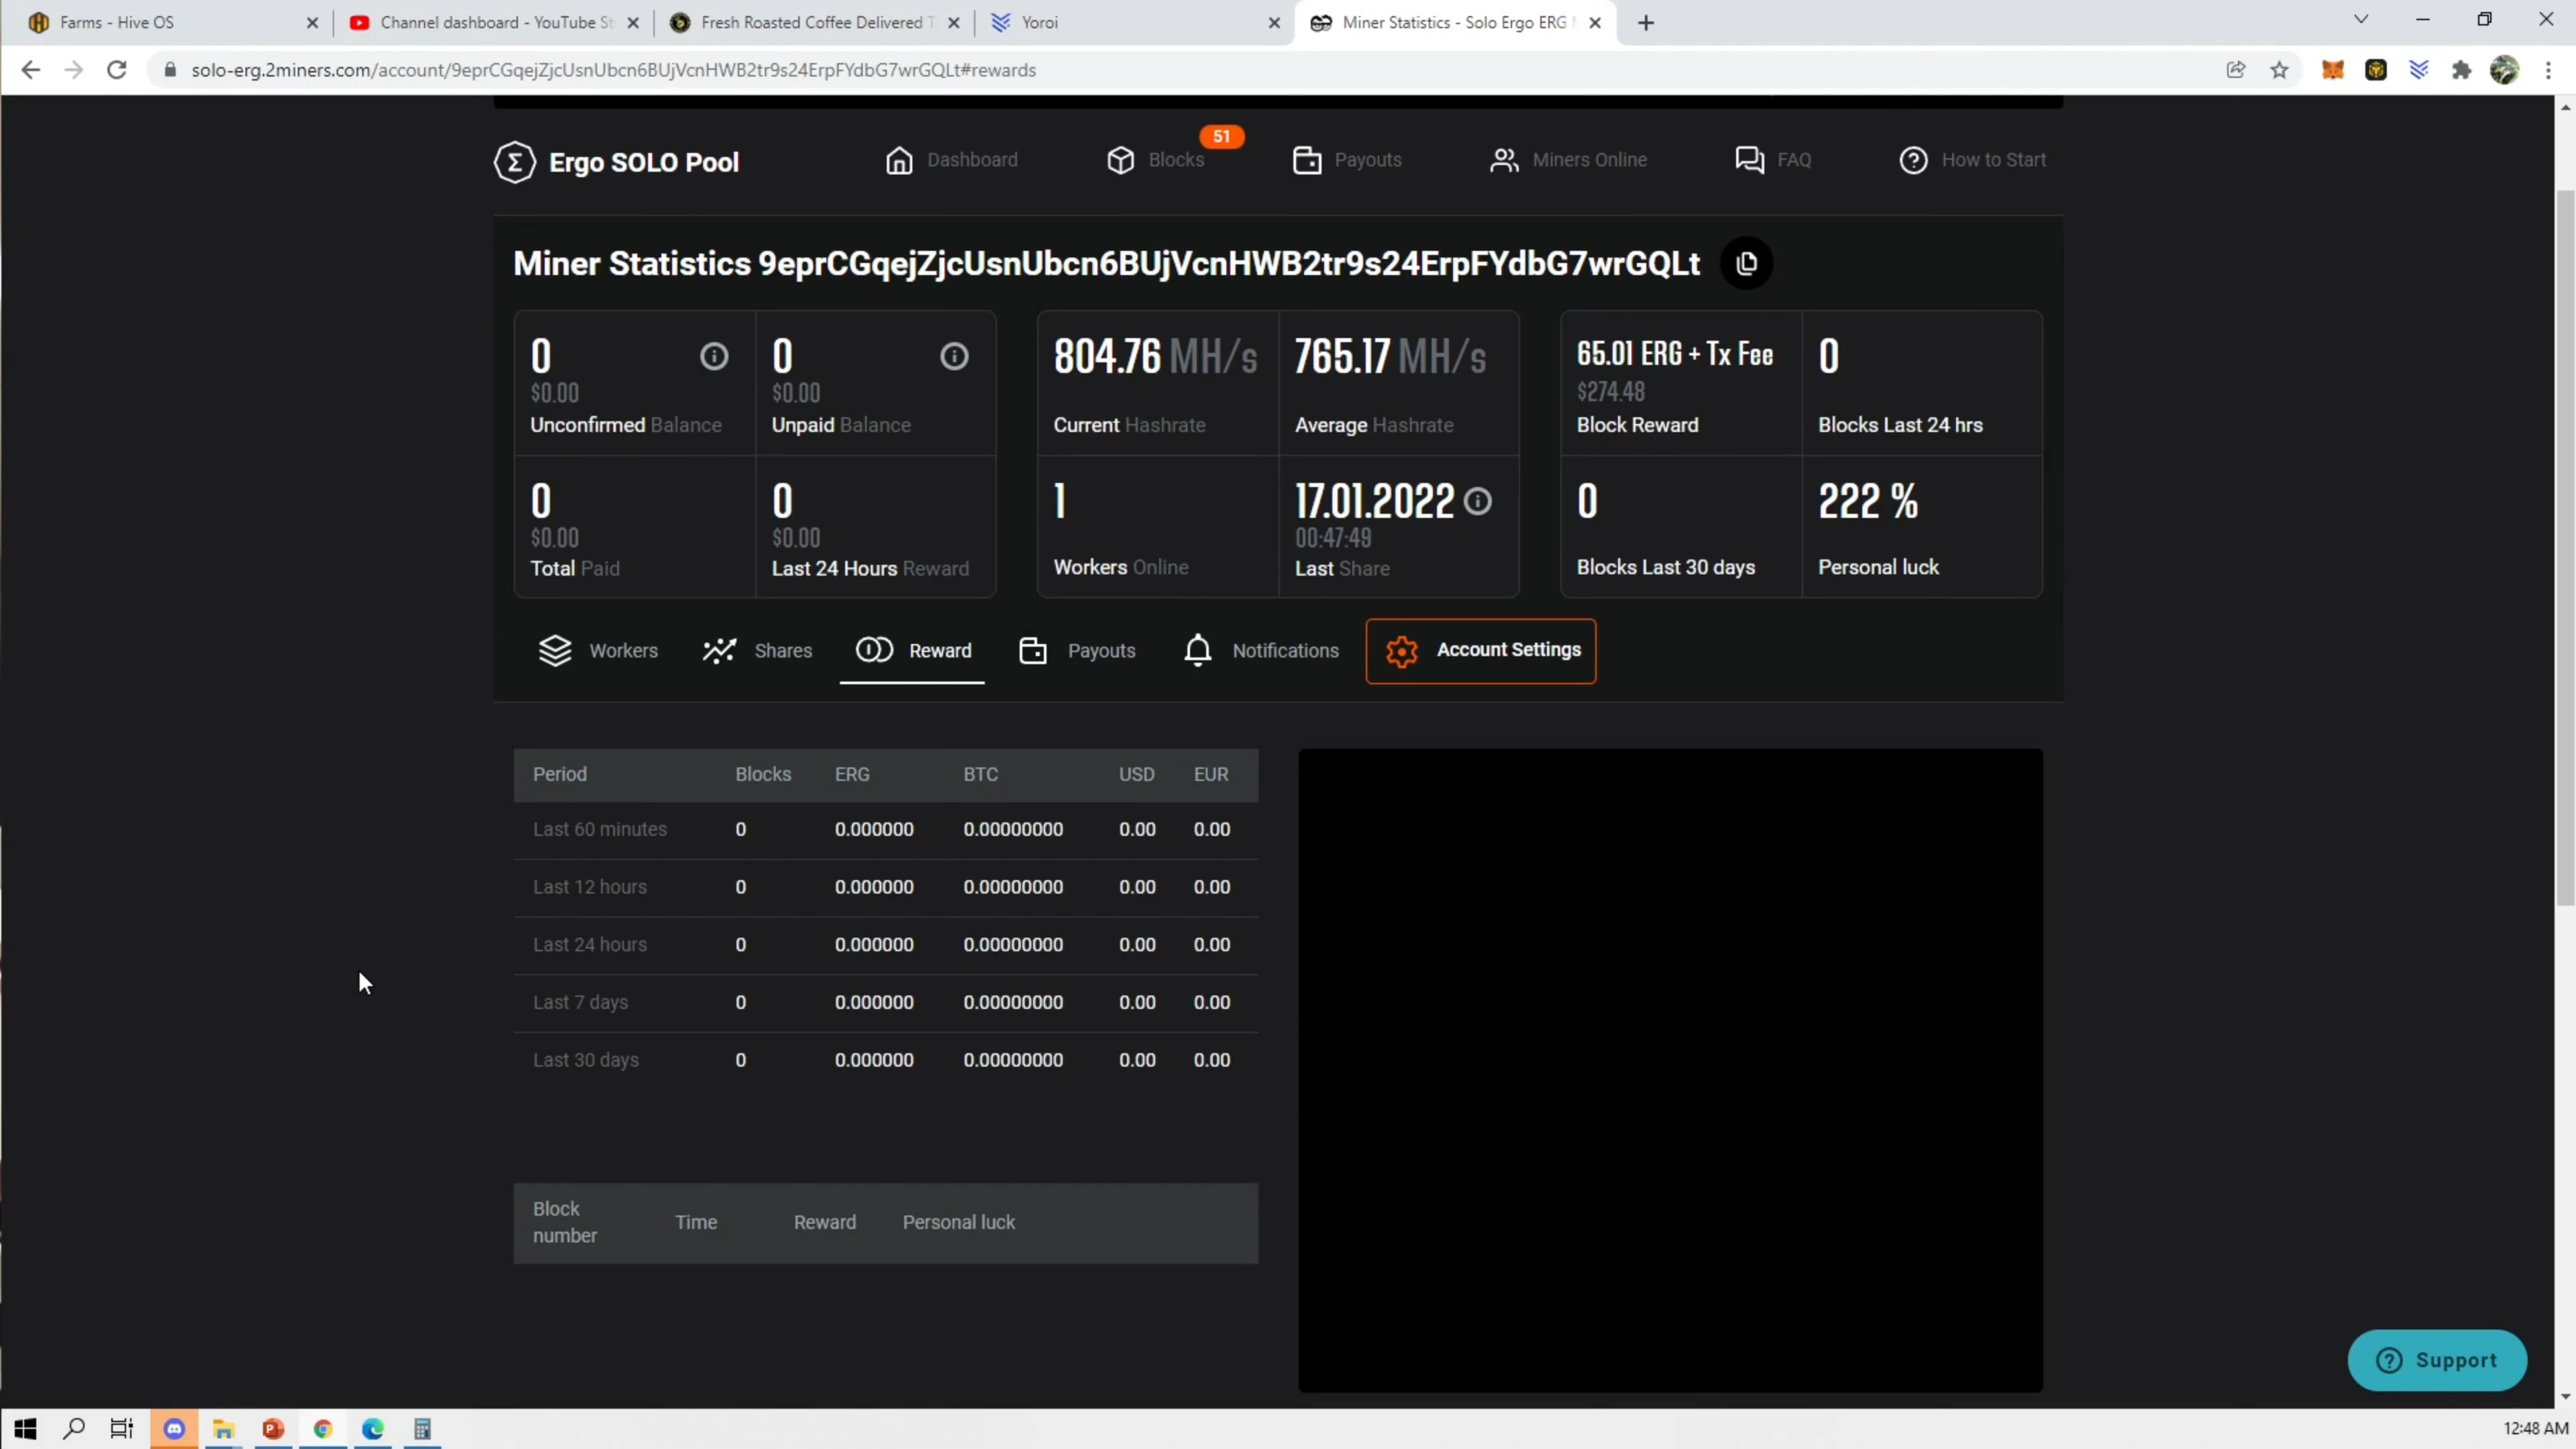 Farms - Hive OS
Channel dashboard - YouTube St
Fresh Roasted Coffee Delivered T
Yoroi
Miner Statistics - Solo Ergo ERG
solo-erg.2miners.com/account/9eprCGqejZjcUsnUbcn6BUjVcnHWB2tr9s24ErpFYdbG7wrGQLt#rewards
Ergo SOLO Pool
Dashboard
Blocks
51
Payouts
Miners Online
FAQ
How to Start
Miner Statistics 9eprCGqejZjcUsnUbcn6BUjVcnHWB2tr9s24ErpFYdbG7wrGQLt
0
$0.00
Unconfirmed Balance
0
$0.00
Unpaid Balance
804.76 MH/s
Current Hashrate
765.17 MH/s
Average Hashrate
65.01 ERG + Tx Fee
$274.48
Block Reward
0
Blocks Last 24 hrs
0
$0.00
Total Paid
0
$0.00
Last 24 Hours Reward
1
Workers Online
17.01.2022
00:47:49
Last Share
0
Blocks Last 30 days
222 %
Personal luck
Workers
Shares
Reward
Payouts
Notifications
Account Settings
Period Blocks ERG BTC USD EUR
Last 60 minutes 0 0.000000 0.00000000 0.00 0.00
Last 12 hours 0 0.000000 0.00000000 0.00 0.00
Last 24 hours 0 0.000000 0.00000000 0.00 0.00
Last 7 days 0 0.000000 0.00000000 0.00 0.00
Last 30 days 0 0.000000 0.00000000 0.00 0.00
Block
number
Time
Reward
Personal luck
Support
12:48 AM